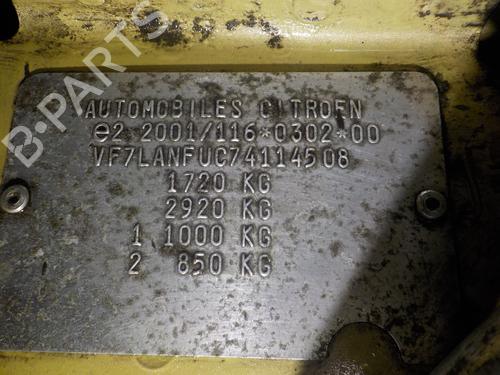 B-PARTS
AUTOMOBILES CITROEN
e2 2001/116*0302*00
VF7LANFUC74114508
1720 KG
2920 KG
1 1000 KG
2 850 KG